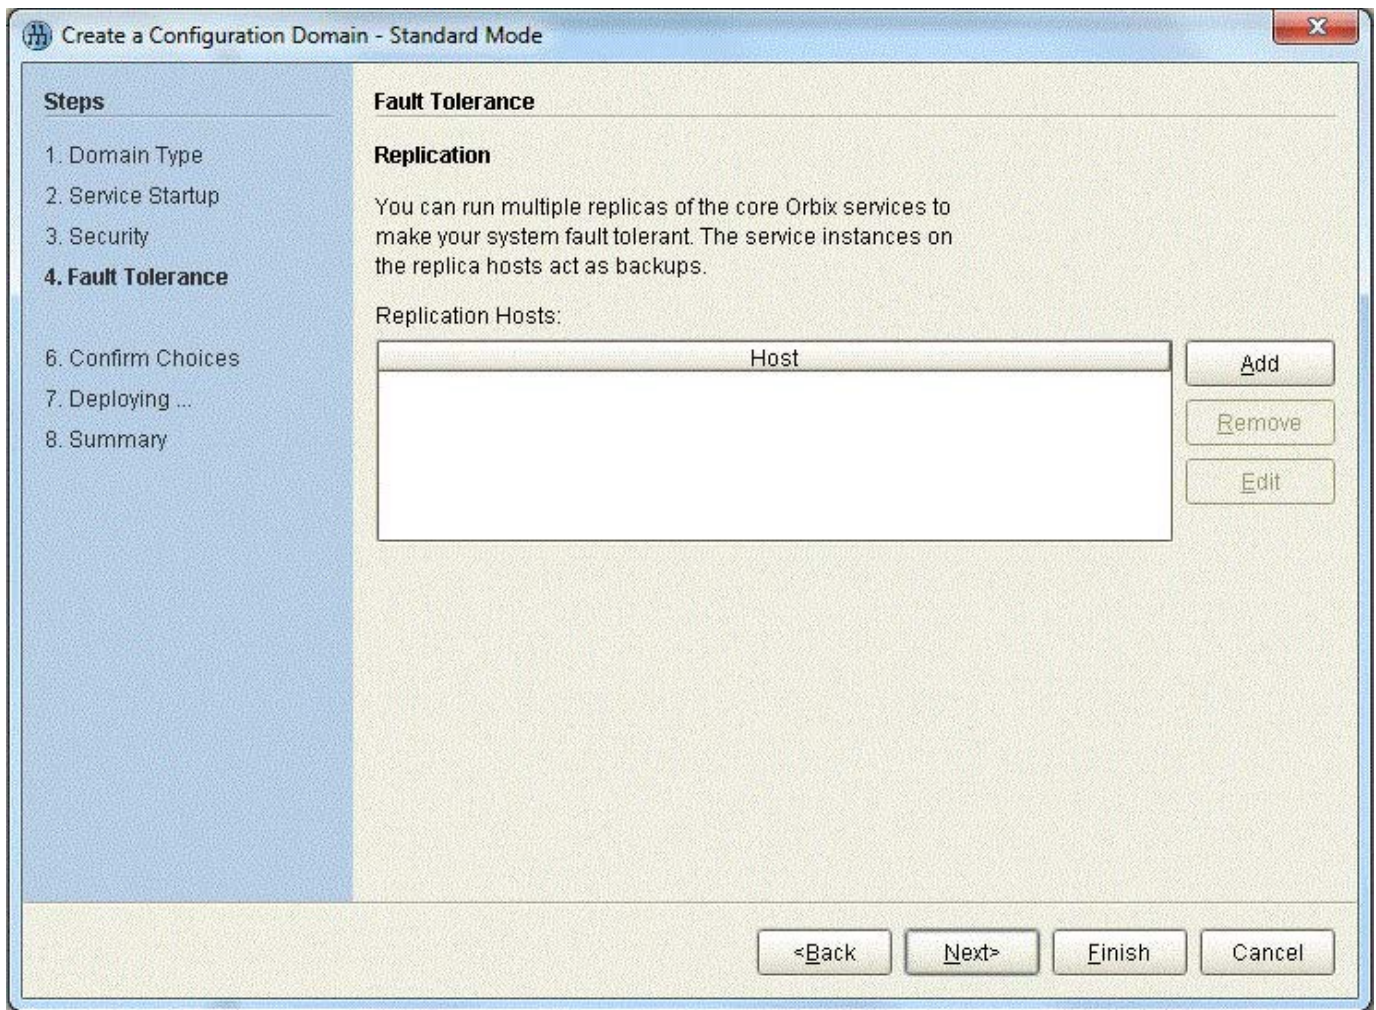 Create a Configuration Domain - Standard Mode
Steps
1. Domain Type
2. Service Startup
3. Security
4. Fault Tolerance
6. Confirm Choices
7. Deploying ...
8. Summary
Fault Tolerance
Replication
You can run multiple replicas of the core Orbix services to
make your system fault tolerant. The service instances on
the replica hosts act as backups.
Replication Hosts:
Host
Add
Remove
Edit
<Back
Next>
Finish
Cancel